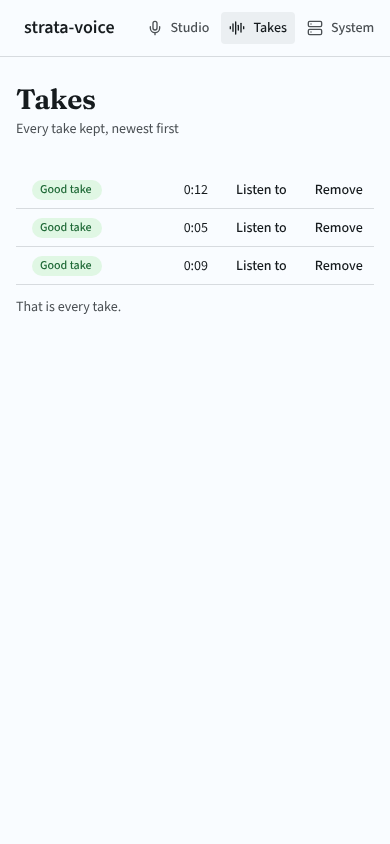 strata-voice Studio Takes System
Takes
Every take kept, newest first
Good take 0:12 Listen to Remove
Good take 0:05 Listen to Remove
Good take 0:09 Listen to Remove
That is every take.